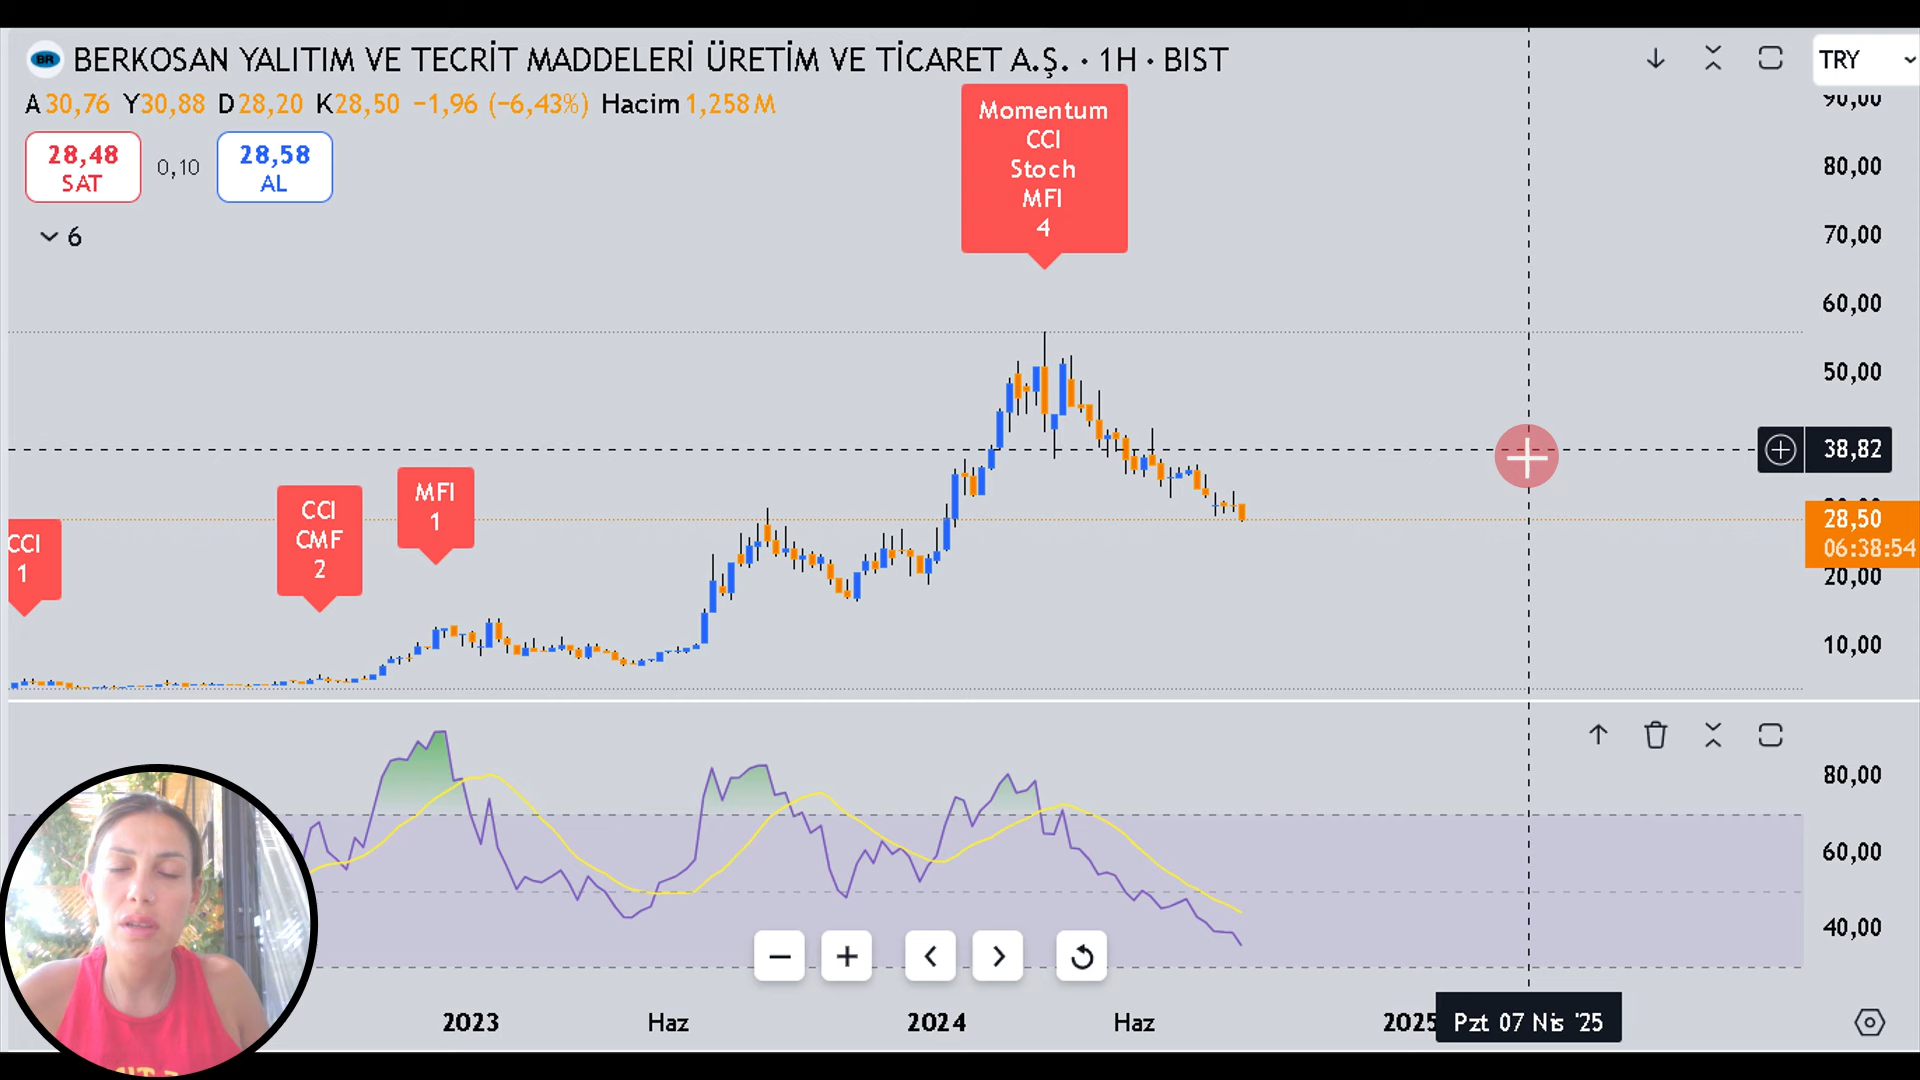 BR BERKOSAN YALITIM VE TECRİT MADDELERİ ÜRETİM VE TİCARET A.Ş. · 1H · BIST
TRY
A30,76 Y30,88 D28,20 K28,50 −1,96 (−6,43%) Hacim 1,258 M
28,48
SAT
0,10
28,58
AL
6
Momentum
CCI
Stoch
MFI
4
CCI
1
CCI
CMF
2
MFI
1
90,00
80,00
70,00
60,00
50,00
38,82
28,50
06:38:54
20,00
10,00
80,00
60,00
40,00
2023
Haz
2024
Haz
2025
Pzt 07 Nis '25